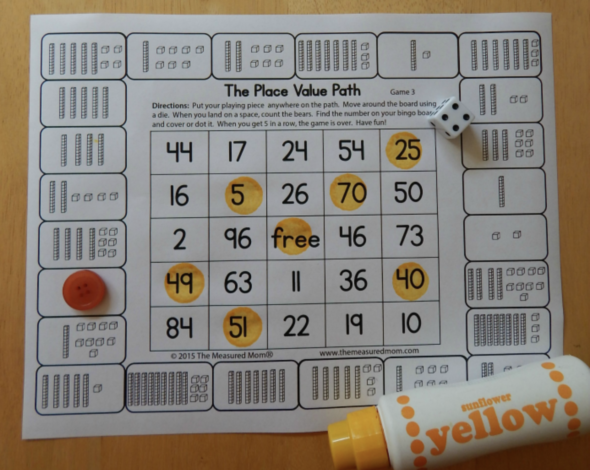 The Place Value Path
Game 3
Directions: Put your playing piece anywhere on the path. Move around the board using
a die. When you land on a space, count the bears. Find the number on your bingo board
and cover or dot it. When you get 5 in a row, the game is over. Have fun!
44 17 24 54 25
16 5 26 70 50
2 96 free 46 73
49 63 11 36 40
84 51 22 19 10
© 2015 The Measured Mom® www.themeasuredmom.com
sunflower
yellow